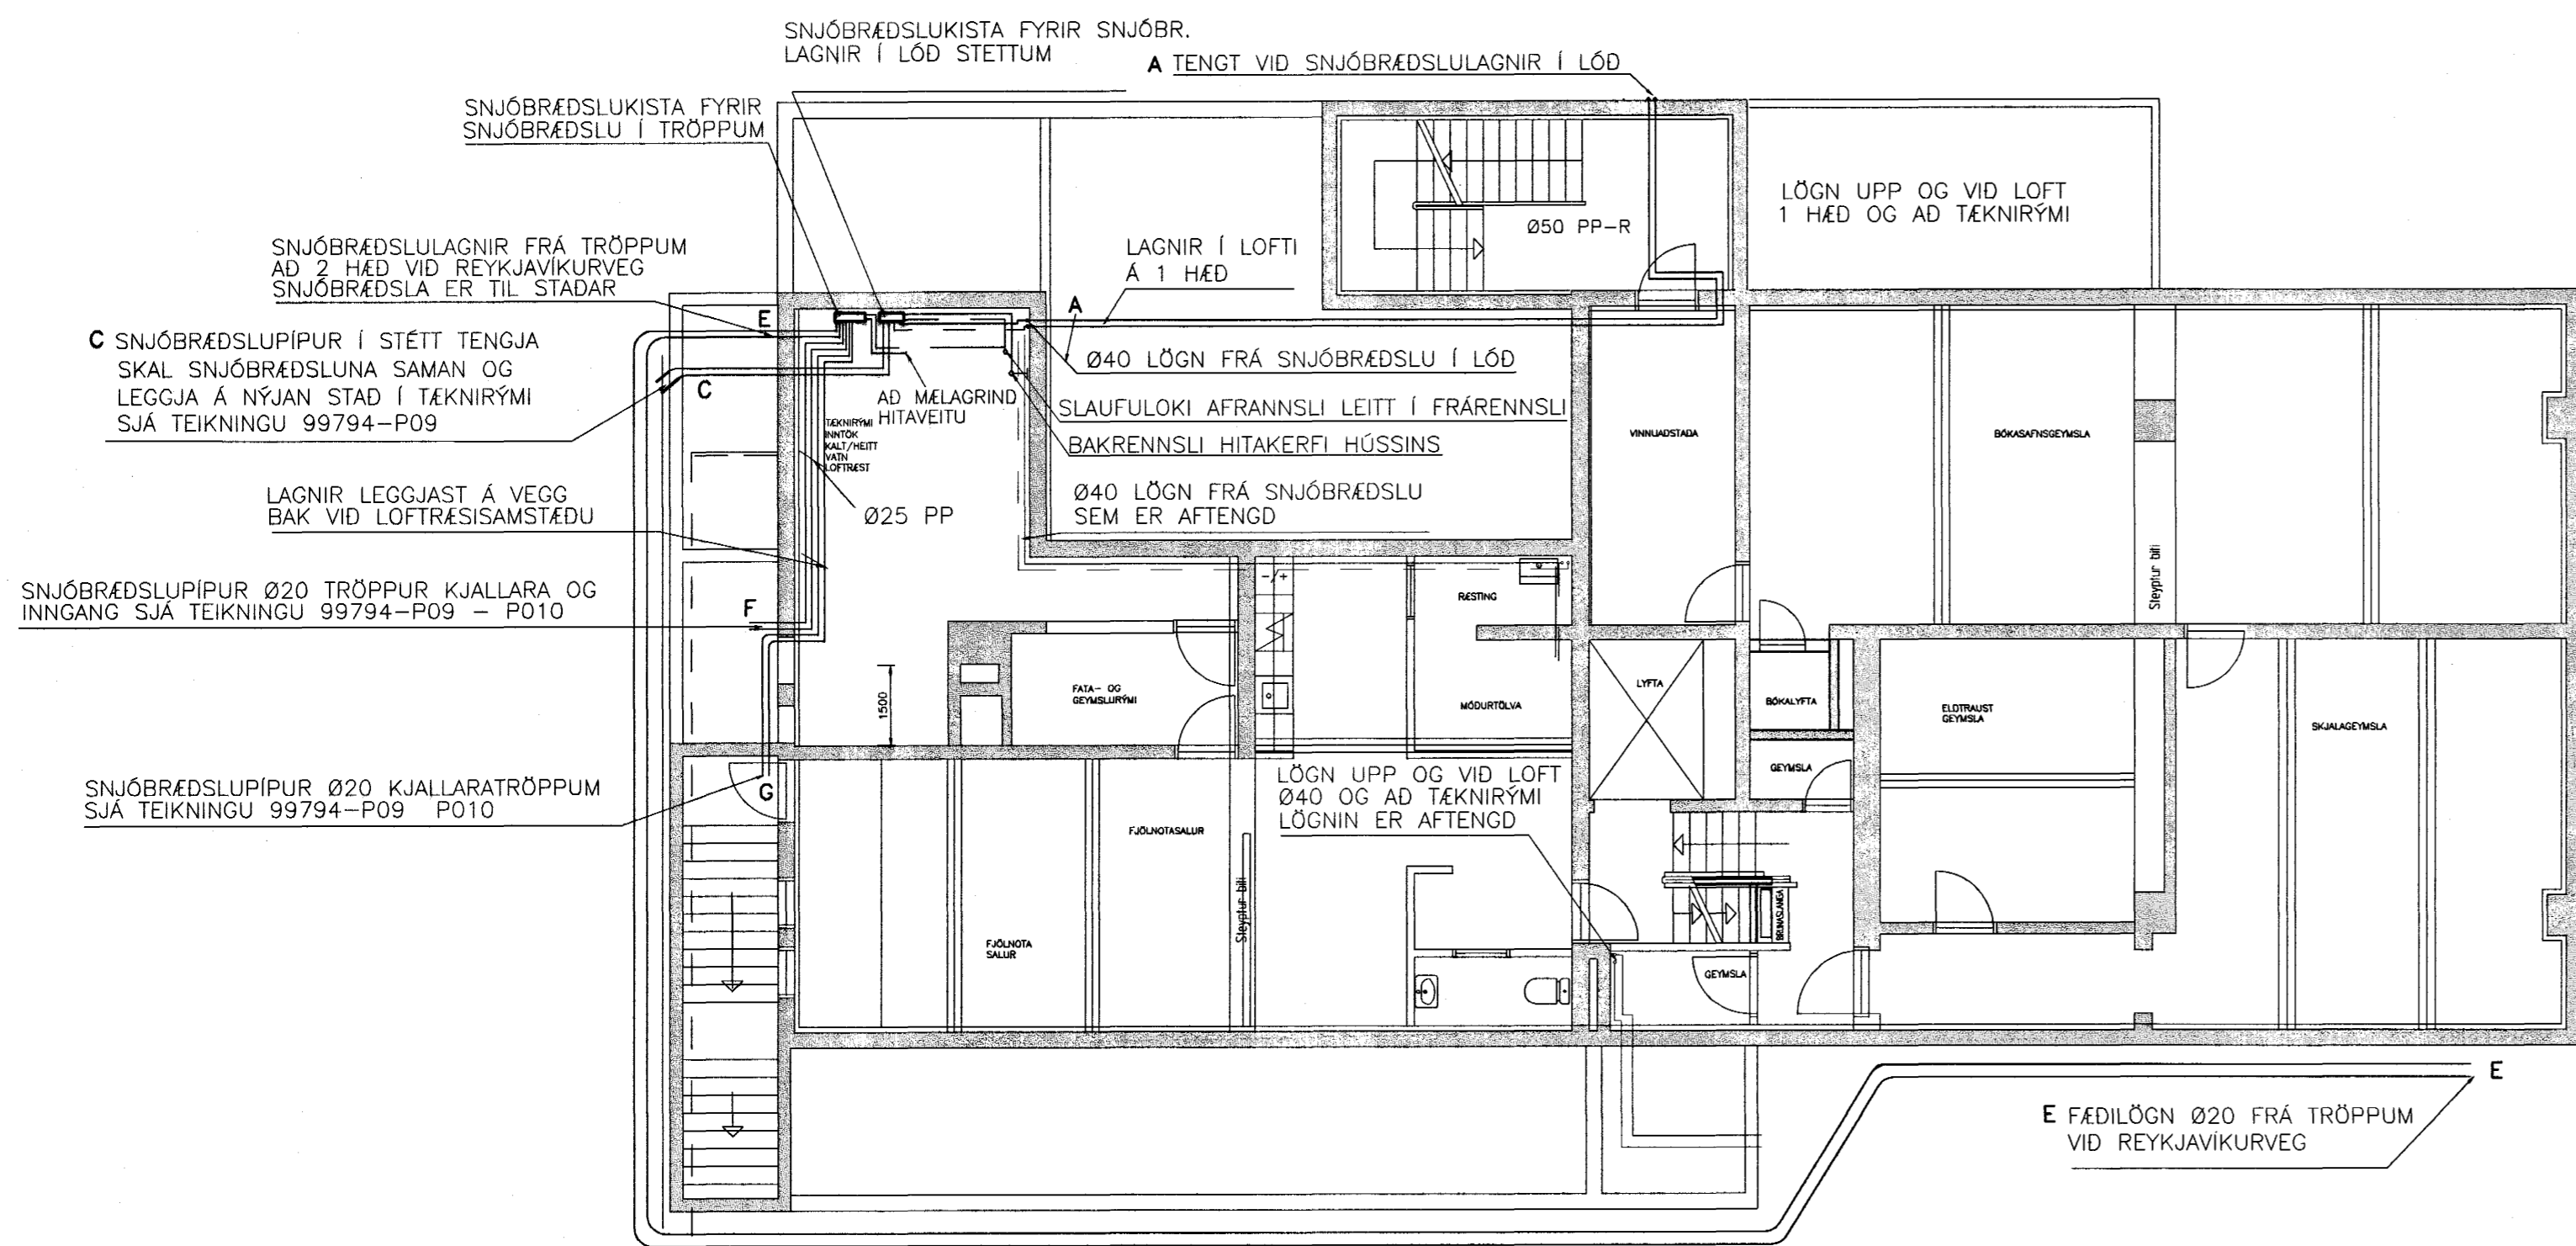 SNJÓBRÆÐSLUKISTA FYRIR SNJÓBR.
LAGNIR Í LÓÐ STETTUM
A TENGT VIÐ SNJÓBRÆÐSLULAGNIR Í LÓÐ
SNJÓBRÆÐSLUKISTA FYRIR
SNJÓBRÆÐSLU Í TRÖPPUM
LÖGN UPP OG VIÐ LOFT
1 HÆÐ OG AÐ TÆKNIRÝMI
Ø50 PP-R
LAGNIR Í LOFTI
Á 1 HÆÐ
SNJÓBRÆÐSLULAGNIR FRÁ TRÖPPUM
AÐ 2 HÆÐ VIÐ REYKJAVÍKURVEG
SNJÓBRÆÐSLA ER TIL STAÐAR
E
A
C SNJÓBRÆÐSLUPÍPUR Í STÉTT TENGJA
SKAL SNJÓBRÆÐSLUNA SAMAN OG
LEGGJA Á NÝJAN STAÐ Í TÆKNIRÝMI
SJÁ TEIKNINGU 99794-P09
C
Ø40 LÖGN FRÁ SNJÓBRÆÐSLU Í LÓÐ
AÐ MÆLAGRIND
HITAVEITU
SLAUFULOKI AFRANNSLI LEITT Í FRÁRENNSLI
BAKRENNSLI HITAKERFI HÚSSINS
TÆKNIRÝMI
INNTÖK
KALT/HEITT
VATN
LOFTRÆST
VINNUAÐSTAÐA
BÓKASAFNSGEYMSLA
LAGNIR LEGGJAST Á VEGG
BAK VIÐ LOFTRÆSISAMSTÆÐU
Ø25 PP
Ø40 LÖGN FRÁ SNJÓBRÆÐSLU
SEM ER AFTENGD
Steyptur biti
SNJÓBRÆÐSLUPÍPUR Ø20 TRÖPPUR KJALLARA OG
INNGANG SJÁ TEIKNINGU 99794-P09 - P010
F
-/+
RÆSTING
1500
FATA- OG
GEYMSLURÝMI
MÓÐURTÖLVA
LYFTA
BÓKALYFTA
ELDTRAUST
GEYMSLA
SKJALAGEYMSLA
GEYMSLA
SNJÓBRÆÐSLUPÍPUR Ø20 KJALLARATRÖPPUM
SJÁ TEIKNINGU 99794-P09 P010
G
LÖGN UPP OG VIÐ LOFT
Ø40 OG AÐ TÆKNIRÝMI
LÖGNIN ER AFTENGD
FJÖLNOTASALUR
Steyptur biti
FJÖLNOTA
SALUR
BRUNASLANGA
GEYMSLA
E
E FÆÐILÖGN Ø20 FRÁ TRÖPPUM
VIÐ REYKJAVÍKURVEG